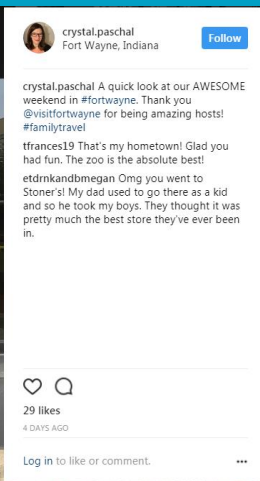 crystal.paschal
Fort Wayne, Indiana
Follow
crystal.paschal A quick look at our AWESOME
weekend in #fortwayne. Thank you
@visitfortwayne for being amazing hosts!
#familytravel
tfrances19 That's my hometown! Glad you
had fun. The zoo is the absolute best!
etdrnkandbmegan Omg you went to
Stoner's! My dad used to go there as a kid
and so he took my boys. They thought it was
pretty much the best store they've ever been
in.
29 likes
4 DAYS AGO
Log in to like or comment.